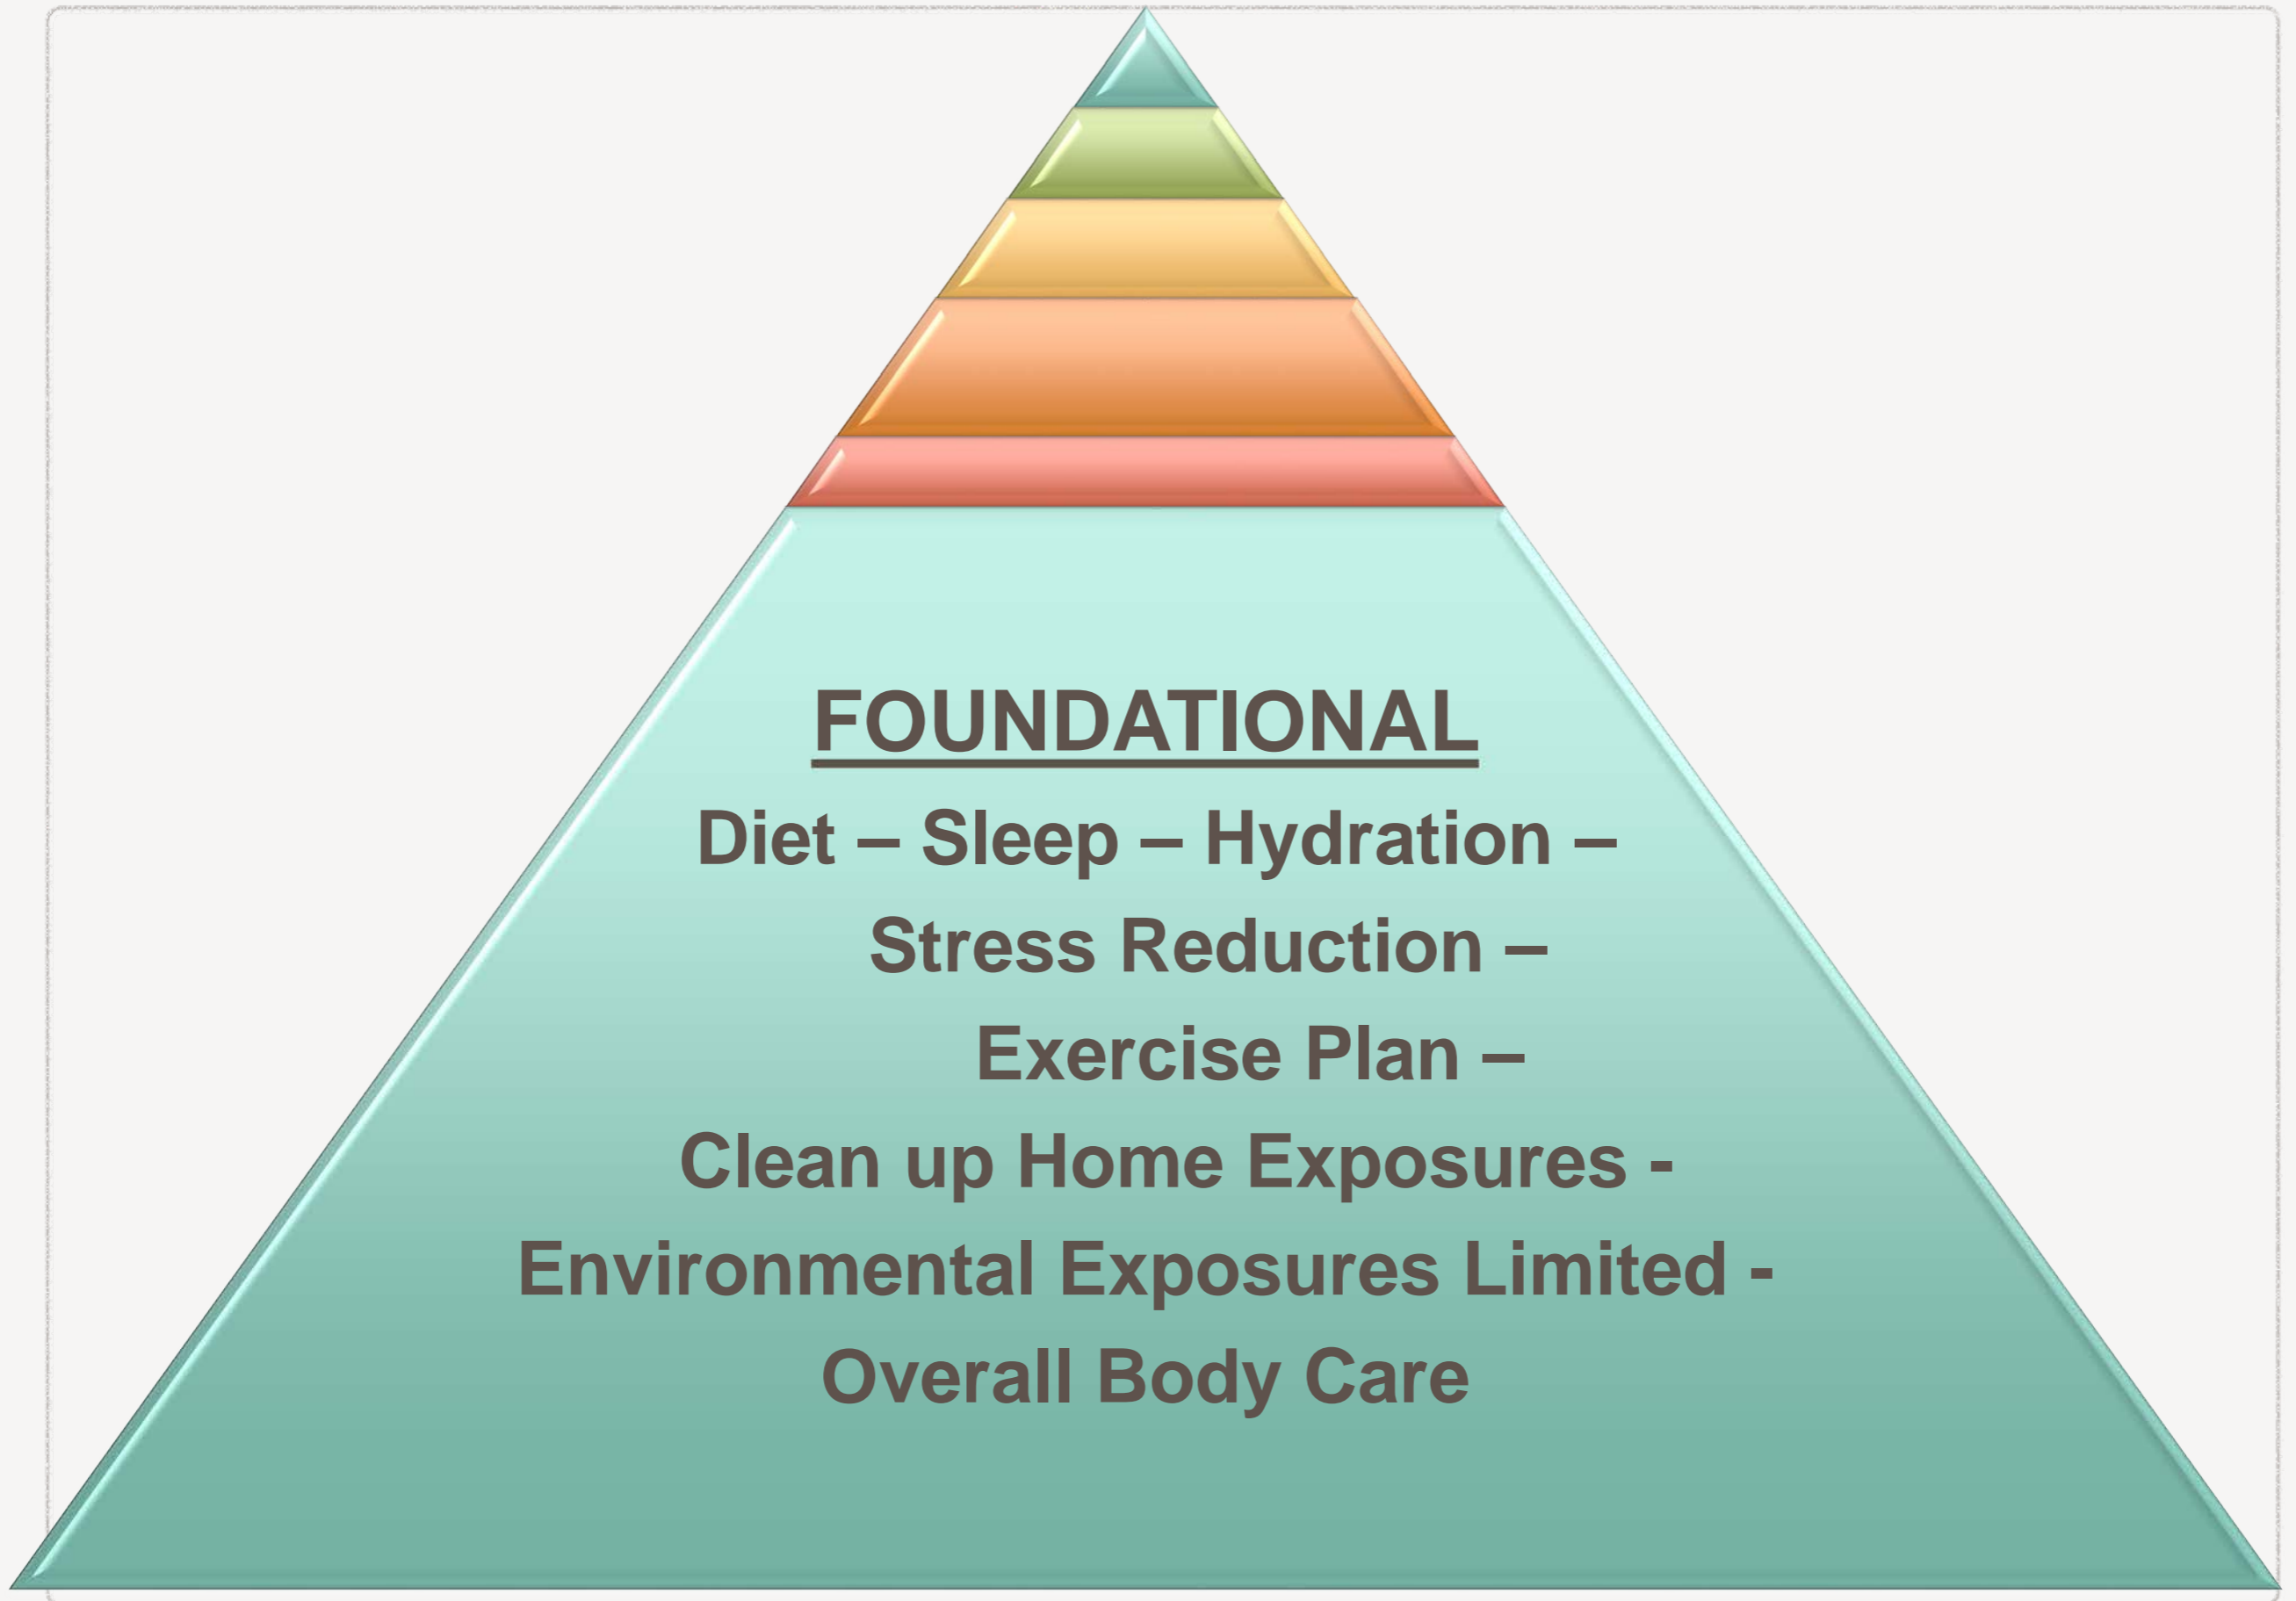 FOUNDATIONAL
Diet – Sleep – Hydration –
Stress Reduction –
Exercise Plan –
Clean up Home Exposures -
Environmental Exposures Limited -
Overall Body Care